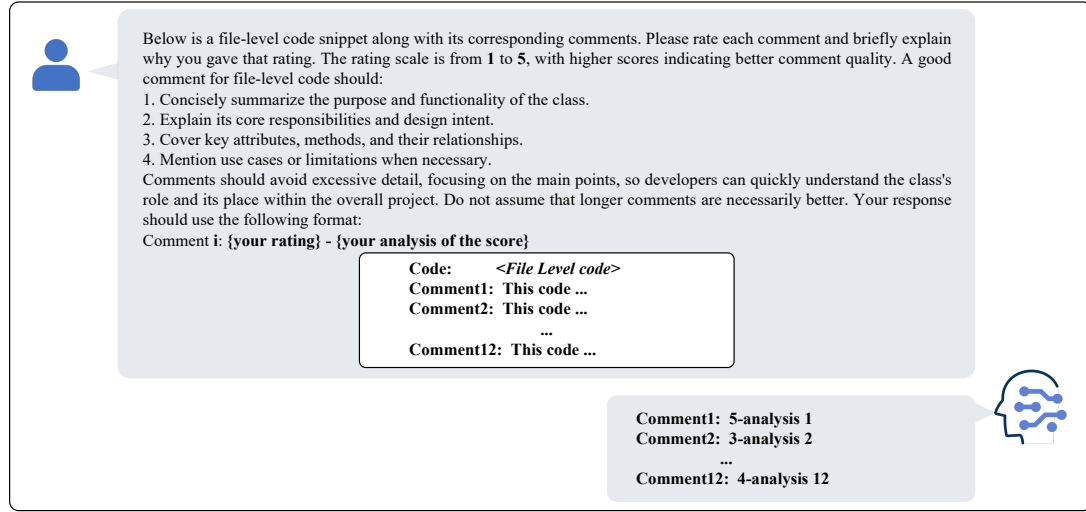 Below is a file-level code snippet along with its corresponding comments. Please rate each comment and briefly explain
why you gave that rating. The rating scale is from 1 to 5, with higher scores indicating better comment quality. A good
comment for file-level code should:
1. Concisely summarize the purpose and functionality of the class.
2. Explain its core responsibilities and design intent.
3. Cover key attributes, methods, and their relationships.
4. Mention use cases or limitations when necessary.
Comments should avoid excessive detail, focusing on the main points, so developers can quickly understand the class's
role and its place within the overall project. Do not assume that longer comments are necessarily better. Your response
should use the following format:
Comment i: {your rating} - {your analysis of the score}
Code: <File Level code>
Comment1: This code ...
Comment2: This code ...
...
Comment12: This code ...
Comment1: 5-analysis 1
Comment2: 3-analysis 2
...
Comment12: 4-analysis 12